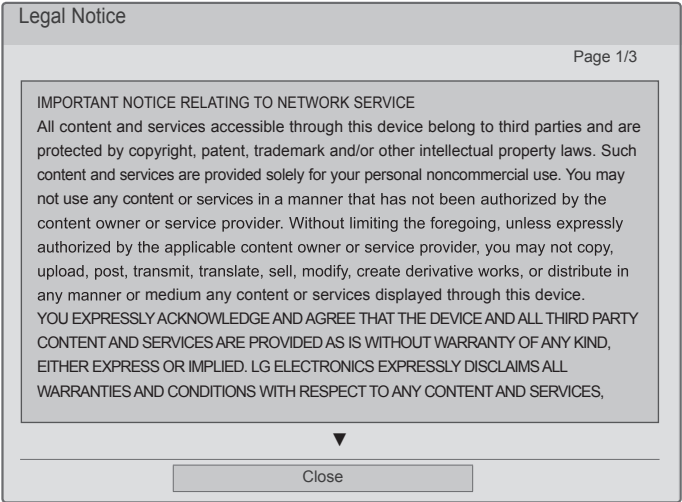 Legal Notice
Page 1/3
IMPORTANT NOTICE RELATING TO NETWORK SERVICE
All content and services accessible through this device belong to third parties and are
protected by copyright, patent, trademark and/or other intellectual property laws. Such
content and services are provided solely for your personal noncommercial use. You may
not use any content or services in a manner that has not been authorized by the
content owner or service provider. Without limiting the foregoing, unless expressly
authorized by the applicable content owner or service provider, you may not copy,
upload, post, transmit, translate, sell, modify, create derivative works, or distribute in
any manner or medium any content or services displayed through this device.
YOU EXPRESSLY ACKNOWLEDGE AND AGREE THAT THE DEVICE AND ALL THIRD PARTY
CONTENT AND SERVICES ARE PROVIDED AS IS WITHOUT WARRANTY OF ANY KIND,
EITHER EXPRESS OR IMPLIED. LG ELECTRONICS EXPRESSLY DISCLAIMS ALL
WARRANTIES AND CONDITIONS WITH RESPECT TO ANY CONTENT AND SERVICES,
▼
Close